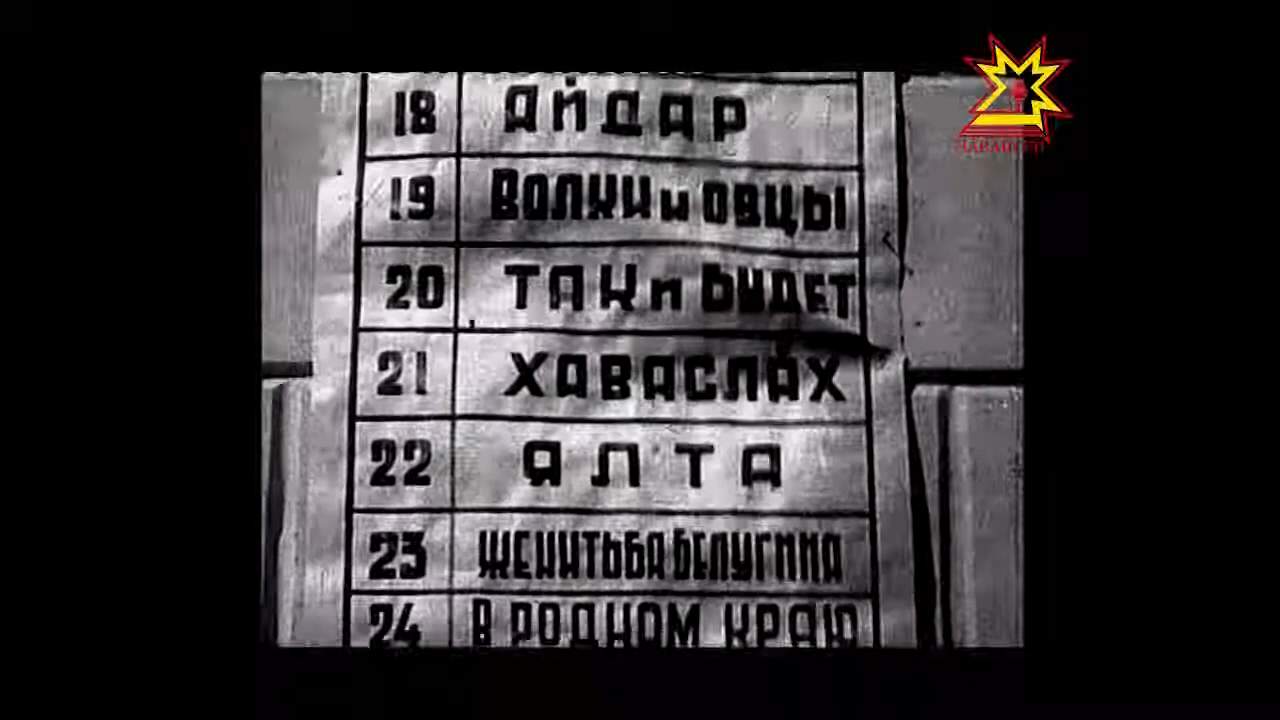 18 АЙДАР
19 ВОЛКИ и ОВЦЫ
20 ТАК и БУДЕТ
21 ХАВАСЛАХ
22 ЯЛТА
23 ЖЕНИТЬБА БЕЛУГИНА
24 В РОДНОМ КРАЮ